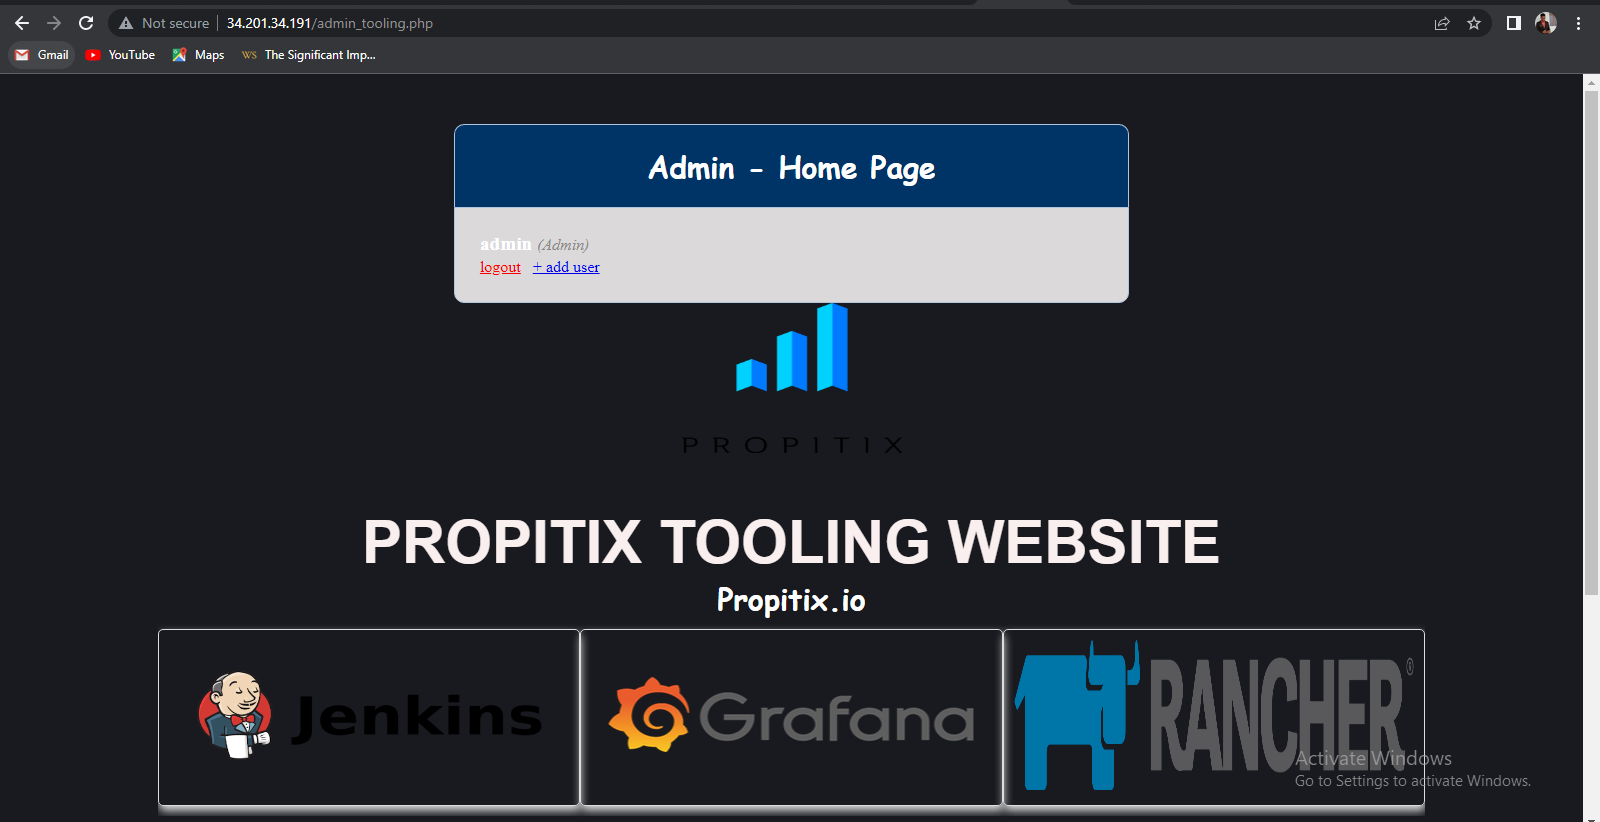 Not secure | 34.201.34.191/admin_tooling.php
Gmail YouTube Maps WS The Significant Imp...
Admin - Home Page
admin (Admin)
logout + add user
PROPITIX
PROPITIX TOOLING WEBSITE
Propitix.io
Jenkins Grafana RANCHER®
Activate Windows
Go to Settings to activate Windows.